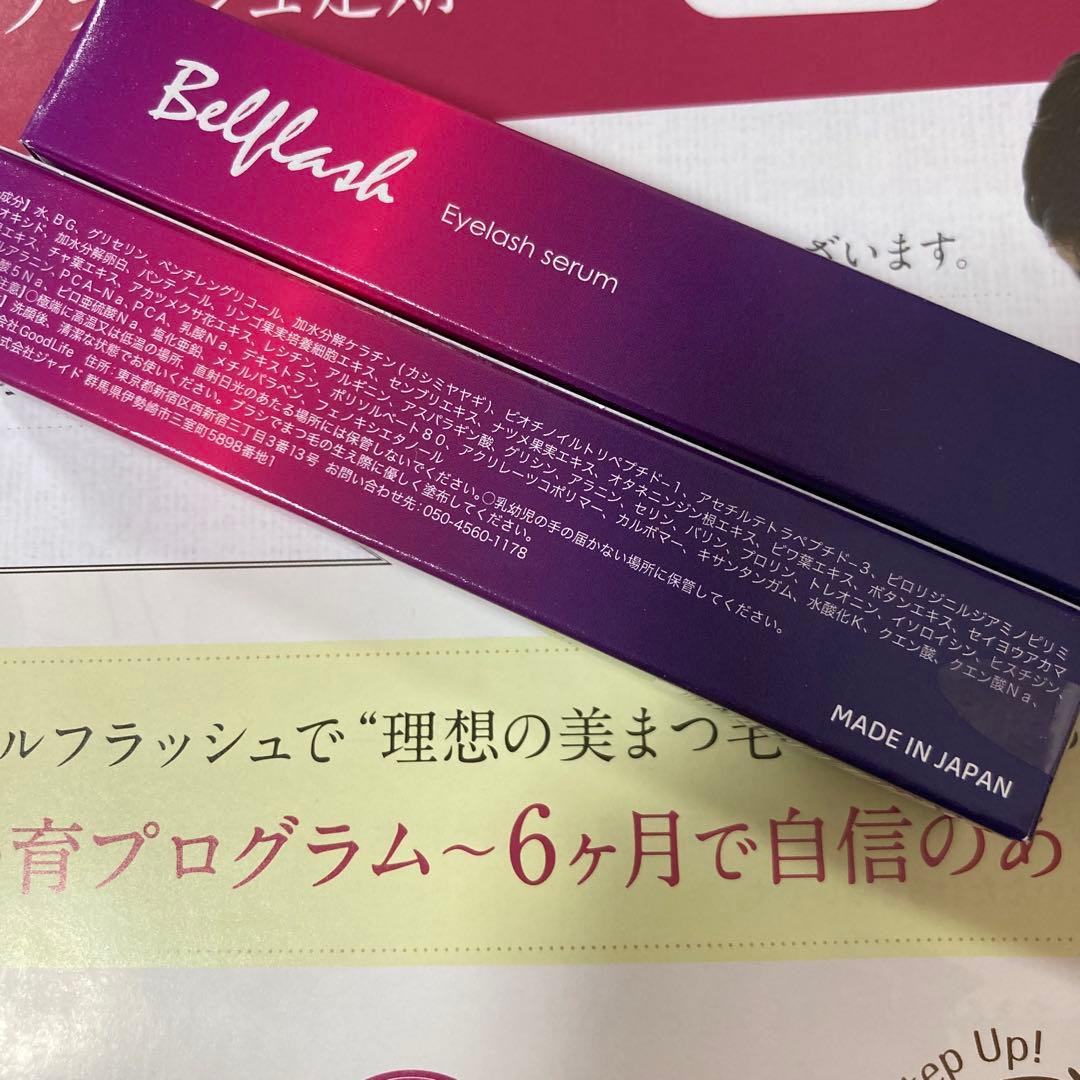 Belflash
Eyelash serum
ざいます。
成分】水、BG、グリセリン、ペンチレングリコール、加水分解ケラチン(カシミヤヤギ)、ビオチノイルトリペプチド-1、アセチルテトラペプチド-3、ピロリジニルジアミノピリミ
オキシド、加水分解卵白、パンテノール、リンゴ果実培養細胞エキス、センブリエキス、ナツメ果実エキス、オタネニンジン根エキス、ビワ葉エキス、ボタンエキス、セイヨウアカマ
エキス、チャ葉エキス、アカツメクサ花エキス、レシチン、アルギニン、アスパラギン酸、グリシン、アラニン、セリン、バリン、プロリン、トレオニン、イソロイシン、ヒスチジン、
ルアラニン、PCA-Na、PCA、乳酸Na、デキストラン、ポリソルベート80、アクリレーツコポリマー、カルボマー、キサンタンガム、水酸化K、クエン酸、クエン酸Na、
酸5Na、ピロ亜硫酸Na、塩化亜鉛、メチルパラベン、フェノキシエタノール
注意】○極端に高温又は低温の場所、直射日光のあたる場所には保管しないでください。○乳幼児の手の届かない場所に保管してください。
】洗顔後、清潔な状態でお使いください。ブラシでまつ毛の生え際に優しく塗布してください。
会社GoodLife 住所:東京都新宿区西新宿三丁目3番13号 お問い合わせ先:050-4560-1178
式会社ジャイド 群馬県伊勢崎市三室町5898番地1
MADE IN JAPAN
ルフラッシュで“理想の美まつ毛
育プログラム～6ヶ月で自信のあ
ep Up!